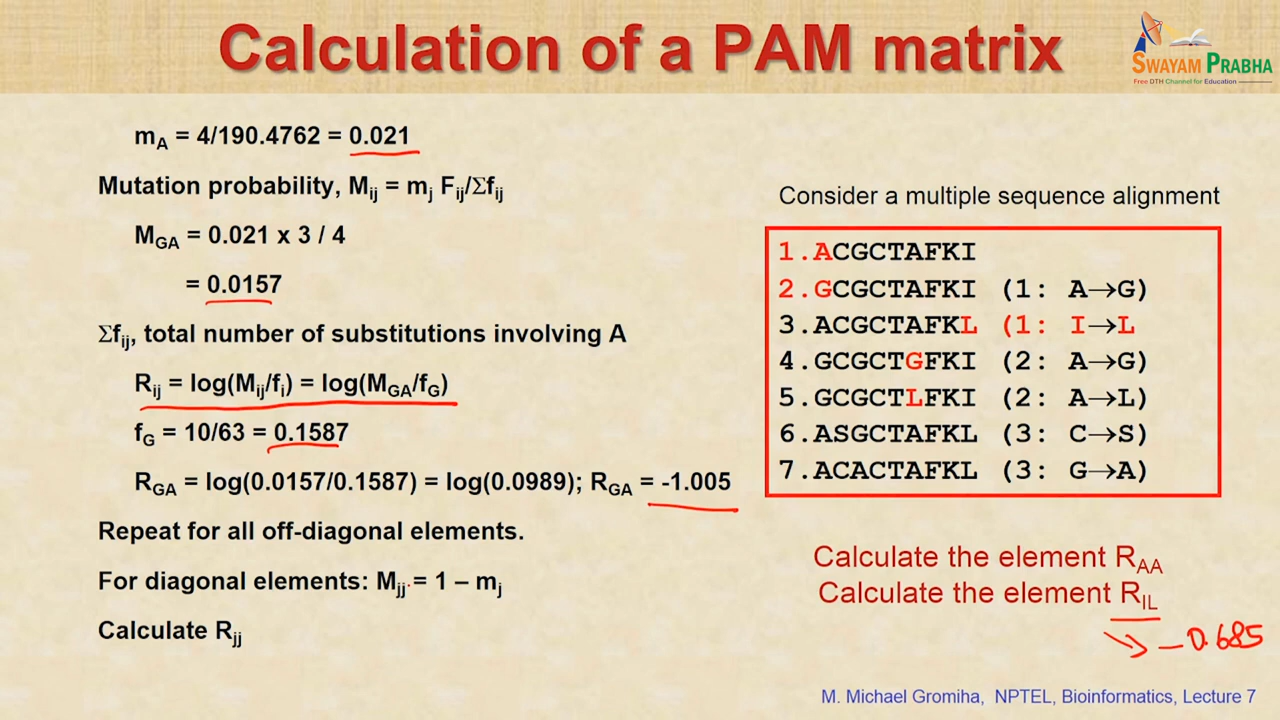 Calculation of a PAM matrix
SWAYAM PRABHA
Free DTH Channel for Education
mA = 4/190.4762 = 0.021
Mutation probability, Mij = mj Fij/Σfij
MGA = 0.021 x 3 / 4
= 0.0157
Σfij, total number of substitutions involving A
Rij = log(Mij/fi) = log(MGA/fG)
fG = 10/63 = 0.1587
RGA = log(0.0157/0.1587) = log(0.0989); RGA = -1.005
Repeat for all off-diagonal elements.
For diagonal elements: Mjj = 1 – mj
Calculate Rjj
Consider a multiple sequence alignment
1.ACGCTAFKI
2.GCGCTAFKI (1: A→G)
3.ACGCTAFKL (1: I→L
4.GCGCTGFKI (2: A→G)
5.GCGCTLFKI (2: A→L)
6.ASGCTAFKL (3: C→S)
7.ACACTAFKL (3: G→A)
Calculate the element RAA
Calculate the element RIL
-0.685
M. Michael Gromiha, NPTEL, Bioinformatics, Lecture 7